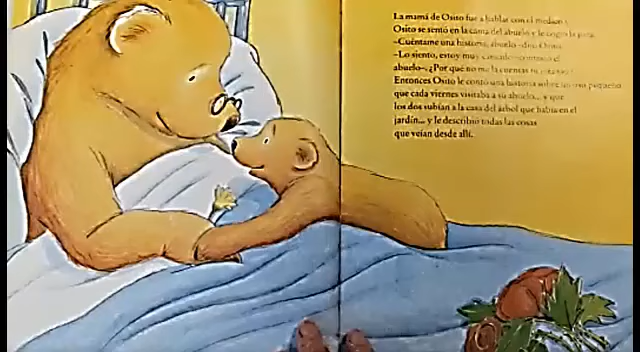 La mamá de Osito fue a hablar con el médico y
Osito se sentó en la cama del abuelo y le cogió la pata.
–Cuéntame una historia, abuelo –dijo Osito.
–Lo siento, estoy muy cansado –contestó el
abuelo–. ¿Por qué no me la cuentas tú
Entonces Osito le contó una historia sobre un oso pequeño
que cada viernes visitaba a su abuelo... y que
los dos subían a la casa del árbol que había en el
jardín... y le describió todas las cosas
que veían desde allí.